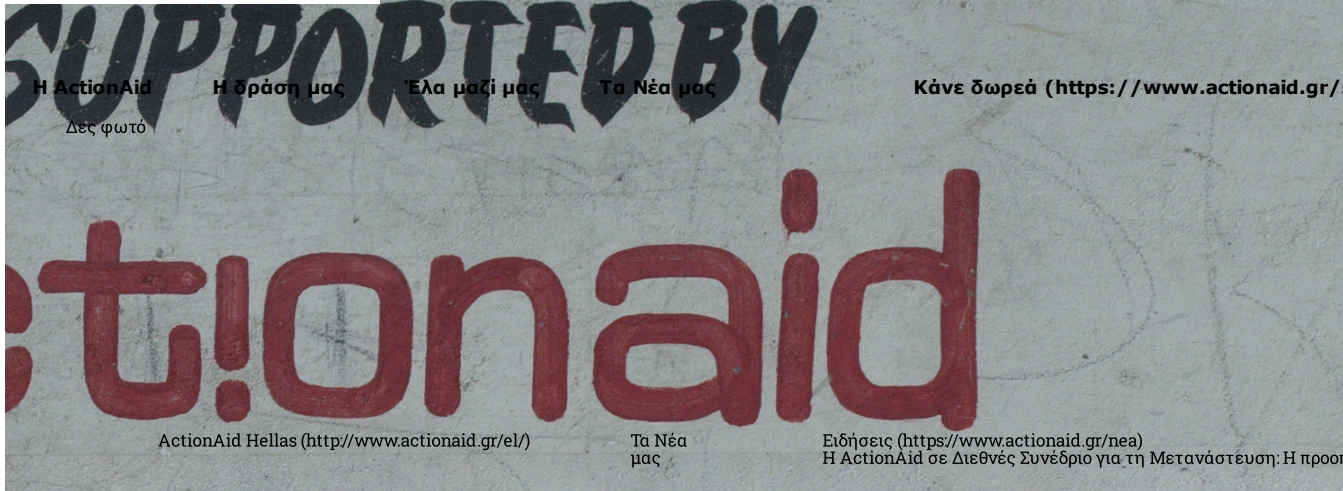 SUPPORTED BY
Η ActionAid Η δράση μας Έλα μαζί μας Τα Νέα μας Κάνε δωρεά (https://www.actionaid.gr/
Δες φωτό
ct!onaid
ActionAid Hellas (http://www.actionaid.gr/el/) Τα Νέα Ειδήσεις (https://www.actionaid.gr/nea)
μας Η ActionAid σε Διεθνές Συνέδριο για τη Μετανάστευση: Η